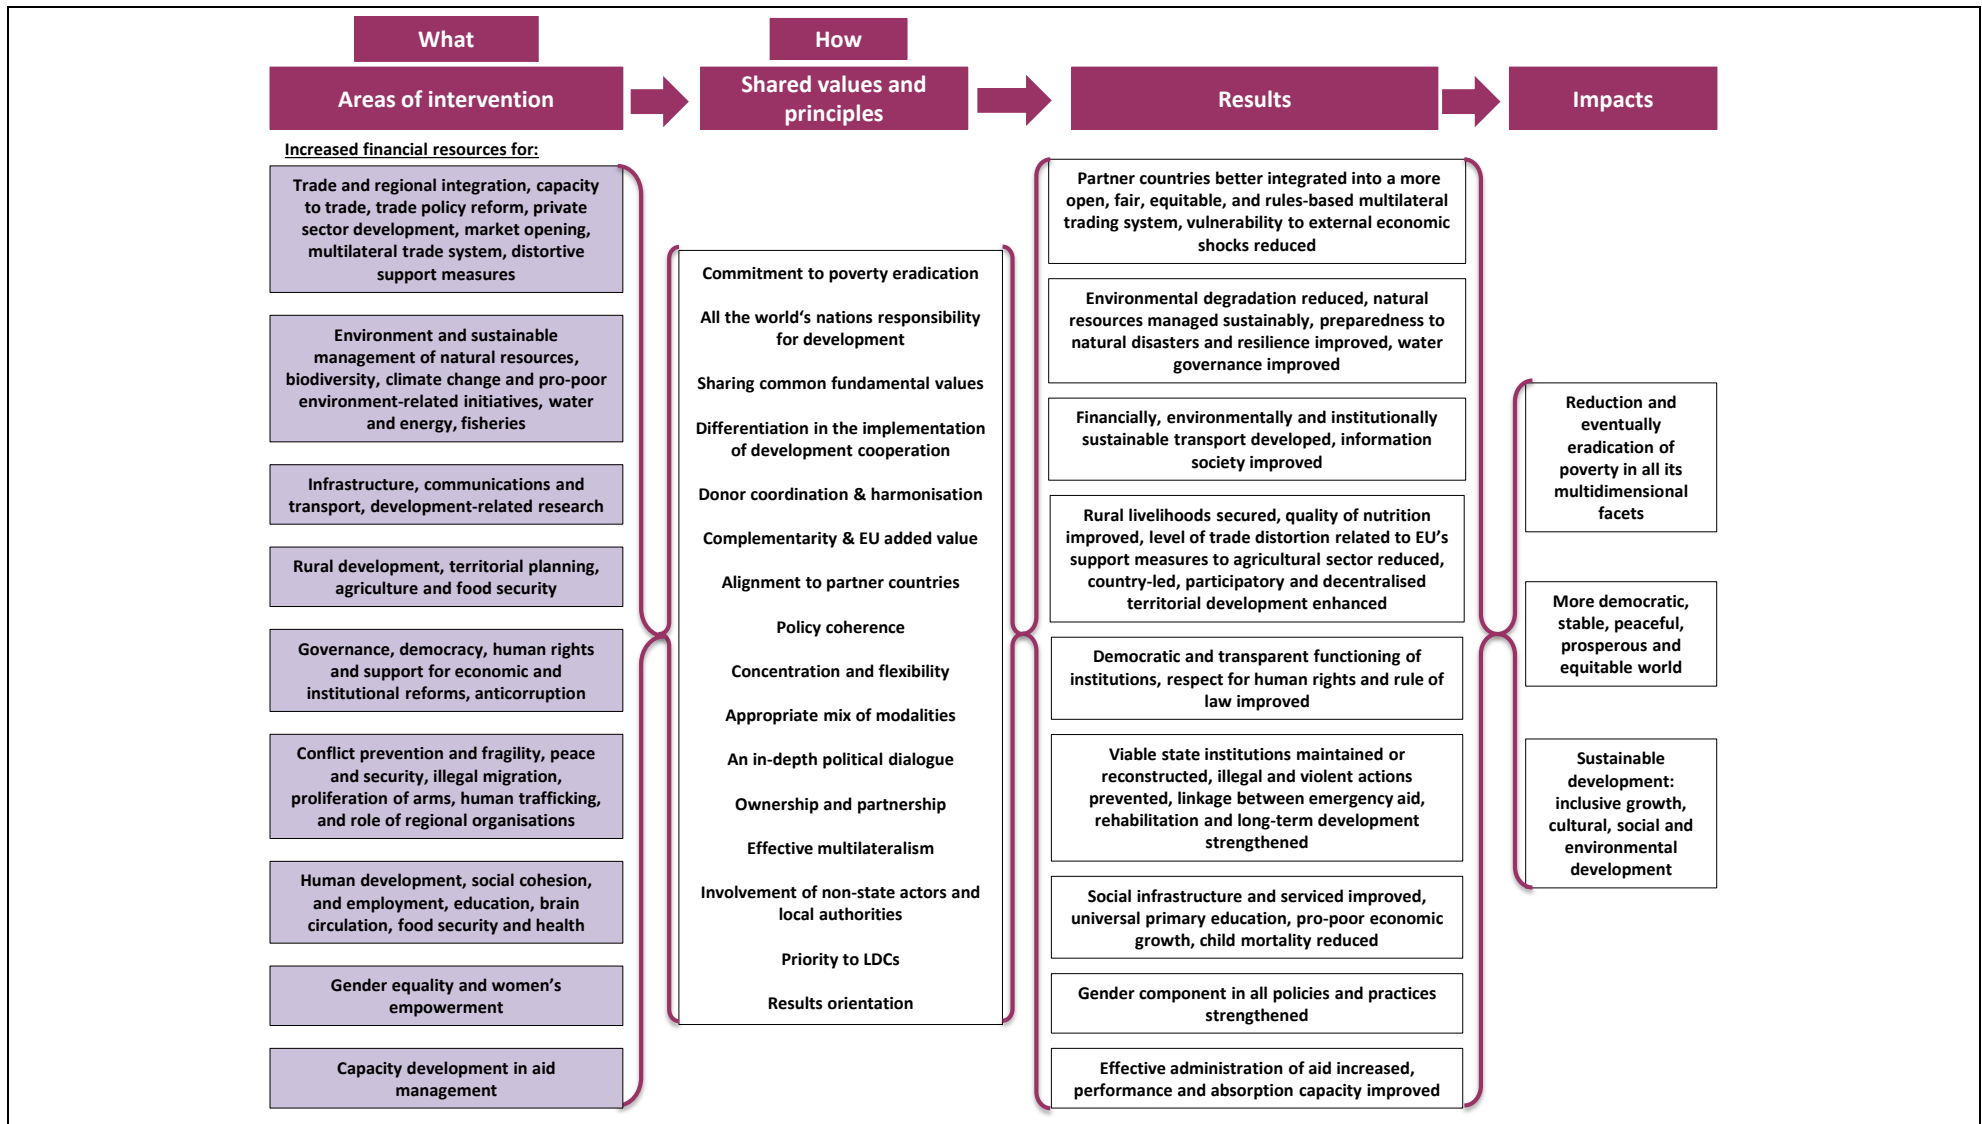 What
How
Areas of intervention
Shared values and
principles
Results
Impacts
Increased financial resources for:
Trade and regional integration, capacity
to trade, trade policy reform, private
sector development, market opening,
multilateral trade system, distortive
support measures
Environment and sustainable
management of natural resources,
biodiversity, climate change and pro-poor
environment-related initiatives, water
and energy, fisheries
Infrastructure, communications and
transport, development-related research
Rural development, territorial planning,
agriculture and food security
Governance, democracy, human rights
and support for economic and
institutional reforms, anticorruption
Conflict prevention and fragility, peace
and security, illegal migration,
proliferation of arms, human trafficking,
and role of regional organisations
Human development, social cohesion,
and employment, education, brain
circulation, food security and health
Gender equality and women’s
empowerment
Capacity development in aid
management
Commitment to poverty eradication
All the world‘s nations responsibility
for development
Sharing common fundamental values
Differentiation in the implementation
of development cooperation
Donor coordination & harmonisation
Complementarity & EU added value
Alignment to partner countries
Policy coherence
Concentration and flexibility
Appropriate mix of modalities
An in-depth political dialogue
Ownership and partnership
Effective multilateralism
Involvement of non-state actors and
local authorities
Priority to LDCs
Results orientation
Partner countries better integrated into a more
open, fair, equitable, and rules-based multilateral
trading system, vulnerability to external economic
shocks reduced
Environmental degradation reduced, natural
resources managed sustainably, preparedness to
natural disasters and resilience improved, water
governance improved
Financially, environmentally and institutionally
sustainable transport developed, information
society improved
Rural livelihoods secured, quality of nutrition
improved, level of trade distortion related to EU’s
support measures to agricultural sector reduced,
country-led, participatory and decentralised
territorial development enhanced
Democratic and transparent functioning of
institutions, respect for human rights and rule of
law improved
Viable state institutions maintained or
reconstructed, illegal and violent actions
prevented, linkage between emergency aid,
rehabilitation and long-term development
strengthened
Social infrastructure and serviced improved,
universal primary education, pro-poor economic
growth, child mortality reduced
Gender component in all policies and practices
strengthened
Effective administration of aid increased,
performance and absorption capacity improved
Reduction and
eventually
eradication of
poverty in all its
multidimensional
facets
More democratic,
stable, peaceful,
prosperous and
equitable world
Sustainable
development:
inclusive growth,
cultural, social and
environmental
development